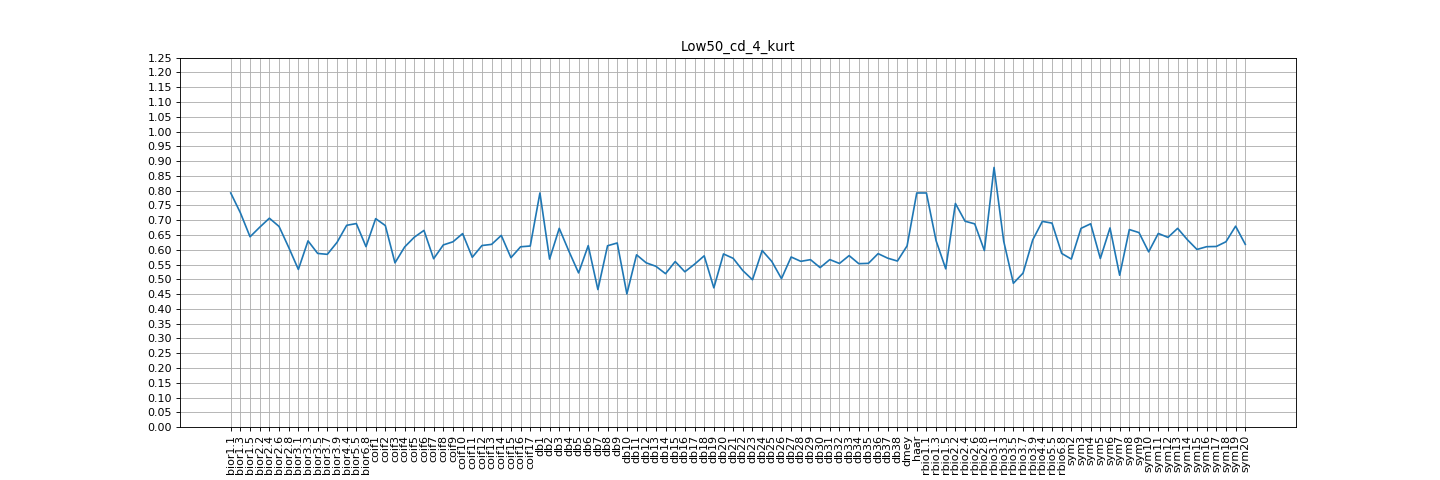 Low50_cd_4_kurt
1.25
1.20
1.15
1.10
1.05
1.00
0.95
0.90
0.85
0.80
0.75
0.70
0.65
0.60
0.55
0.50
0.45
0.40
0.35
0.30
0.25
0.20
0.15
0.10
0.05
0.00
bior1.1
bior1.3
bior1.5
bior2.2
bior2.4
bior2.6
bior2.8
bior3.1
bior3.3
bior3.5
bior3.7
bior3.9
bior4.4
bior5.5
bior6.8
coif1
coif2
coif3
coif4
coif5
coif6
coif7
coif8
coif9
coif10
coif11
coif12
coif13
coif14
coif15
coif16
coif17
db1
db2
db3
db4
db5
db6
db7
db8
db9
db10
db11
db12
db13
db14
db15
db16
db17
db18
db19
db20
db21
db22
db23
db24
db25
db26
db27
db28
db29
db30
db31
db32
db33
db34
db35
db36
db37
db38
dmey
haar
rbio1.1
rbio1.3
rbio1.5
rbio2.2
rbio2.4
rbio2.6
rbio2.8
rbio3.1
rbio3.3
rbio3.5
rbio3.7
rbio3.9
rbio4.4
rbio5.5
rbio6.8
sym2
sym3
sym4
sym5
sym6
sym7
sym8
sym9
sym10
sym11
sym12
sym13
sym14
sym15
sym16
sym17
sym18
sym19
sym20